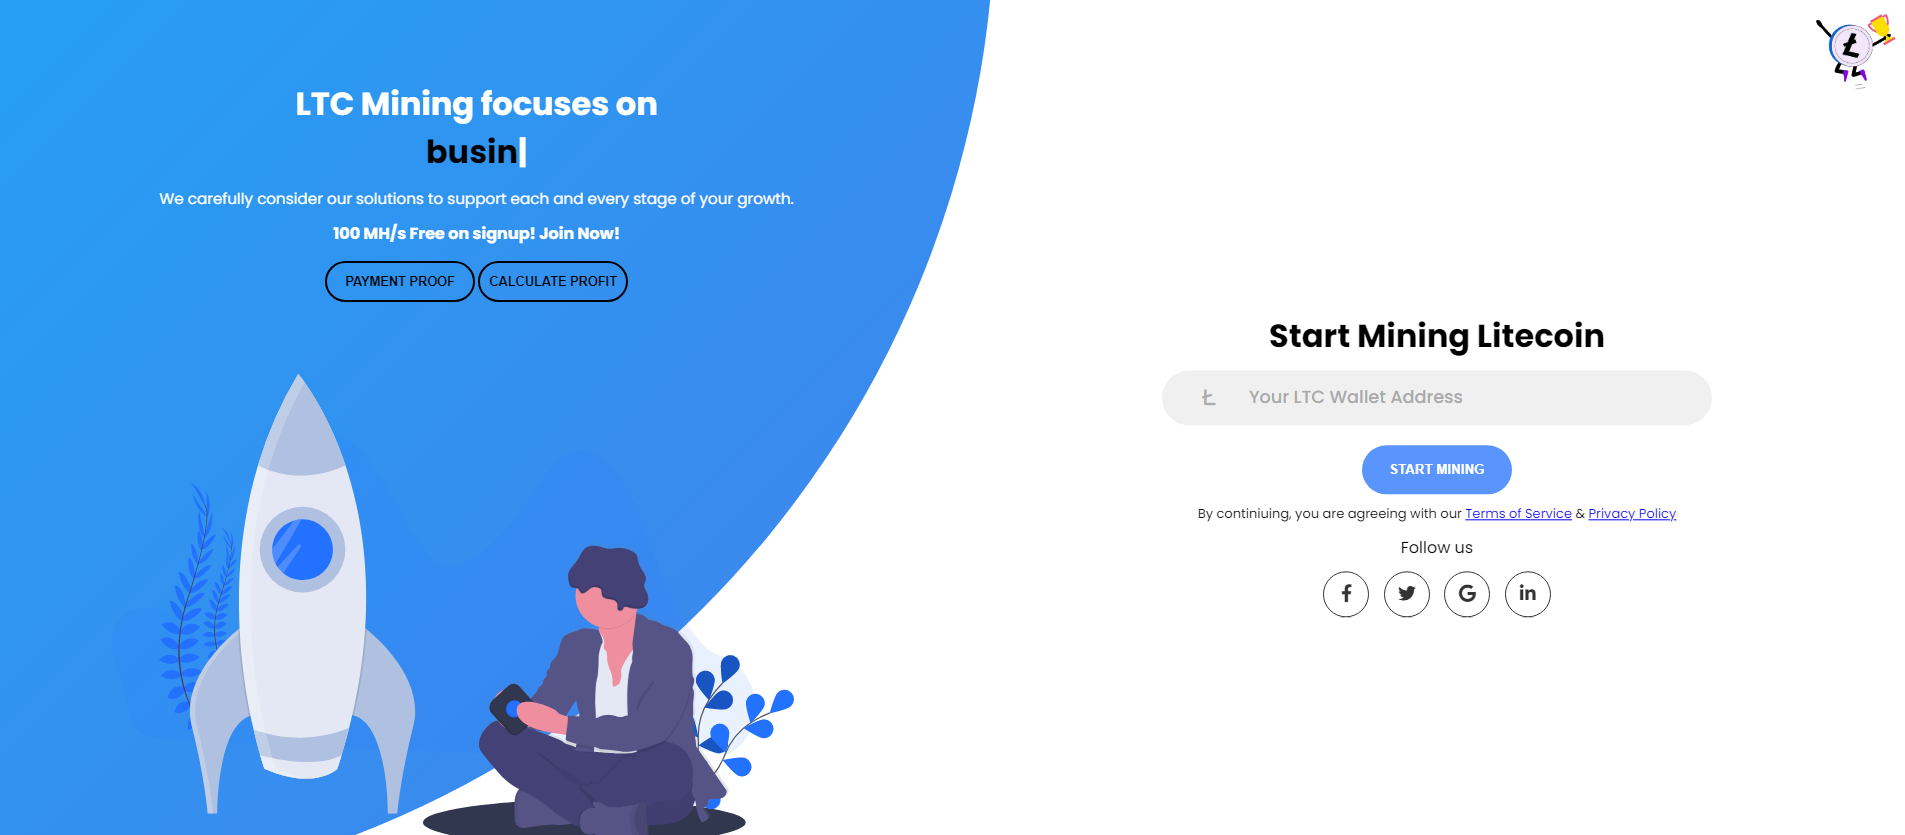 LTC Mining focuses on
busin
We carefully consider our solutions to support each and every stage of your growth.
100 MH/s Free on signup! Join Now!
PAYMENT PROOF
CALCULATE PROFIT
Start Mining Litecoin
Your LTC Wallet Address
START MINING
By continiuing, you are agreeing with our Terms of Service & Privacy Policy
Follow us